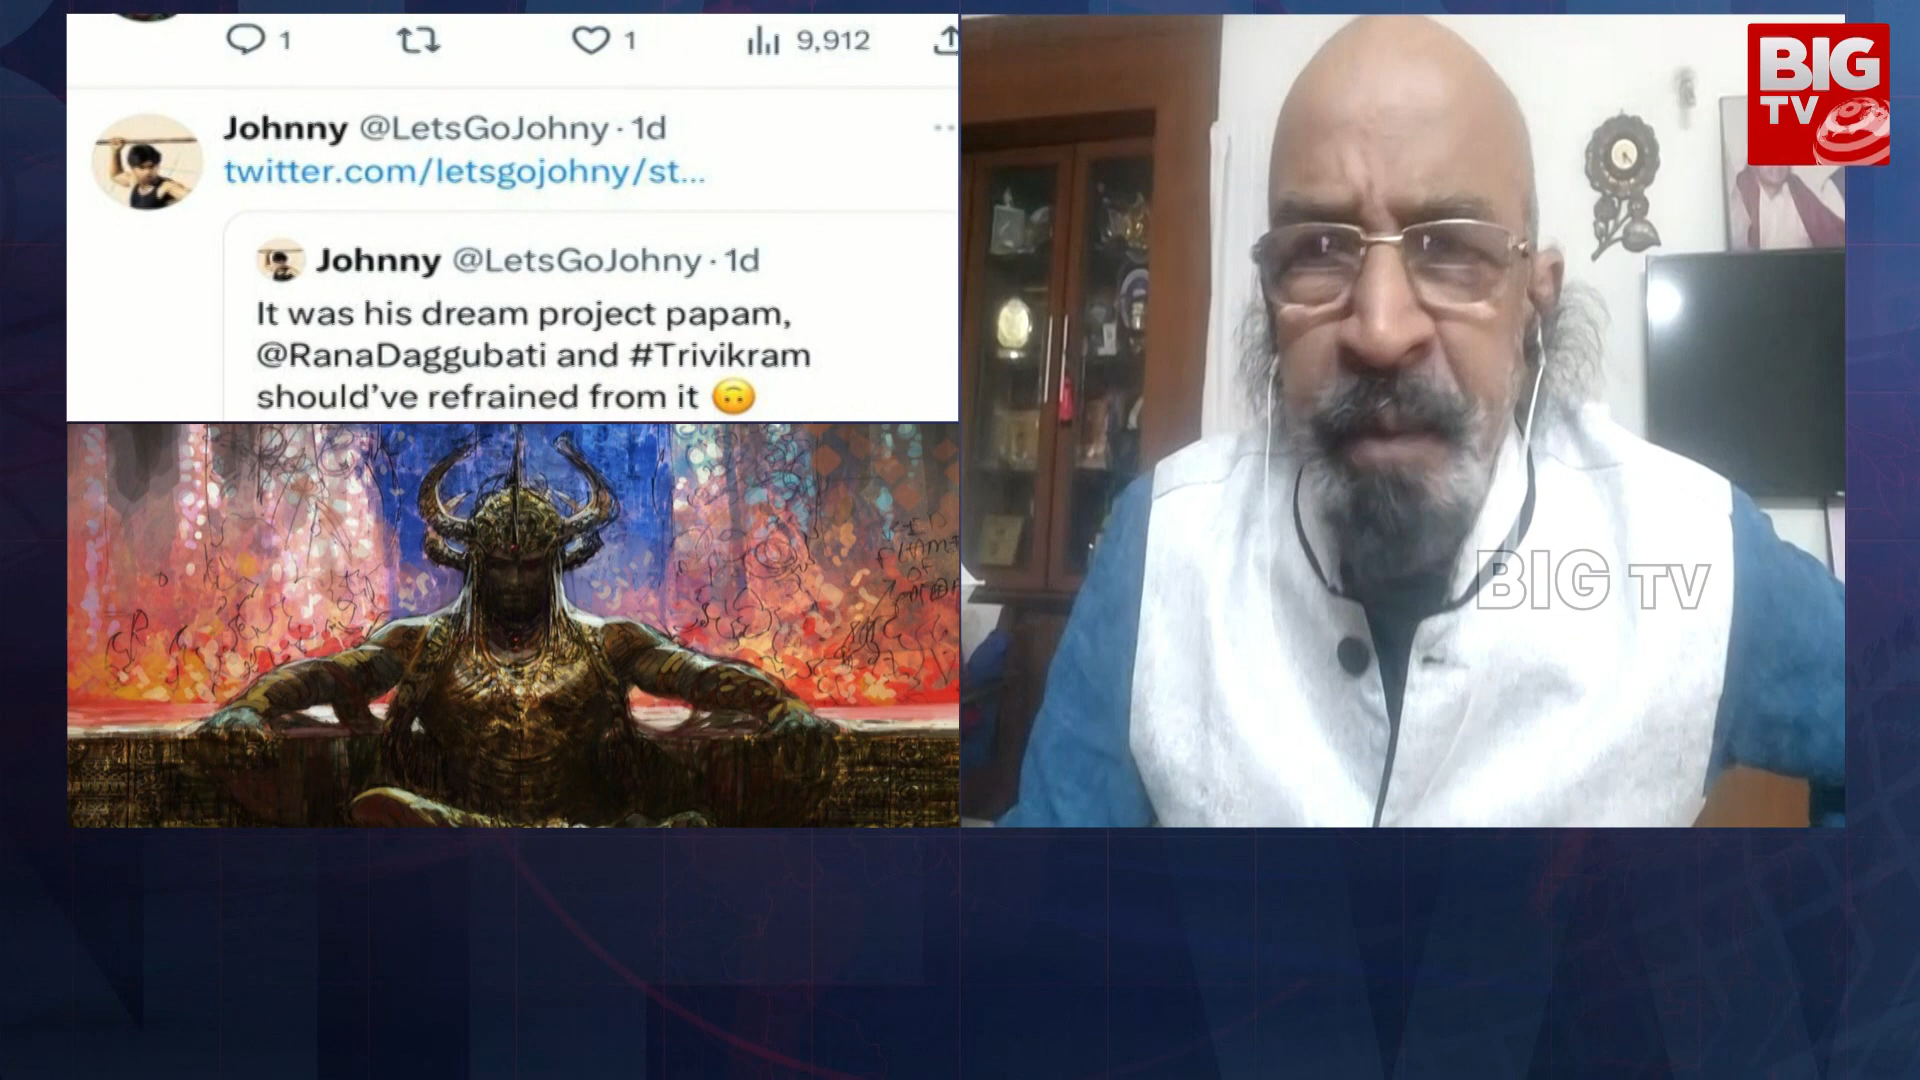 1
1
9,912
Johnny @LetsGoJohny · 1d
twitter.com/letsgojohny/st...
Johnny @LetsGoJohny · 1d
It was his dream project papam,
@RanaDaggubati and #Trivikram
should've refrained from it 🙃
BIG
TV
BIG TV